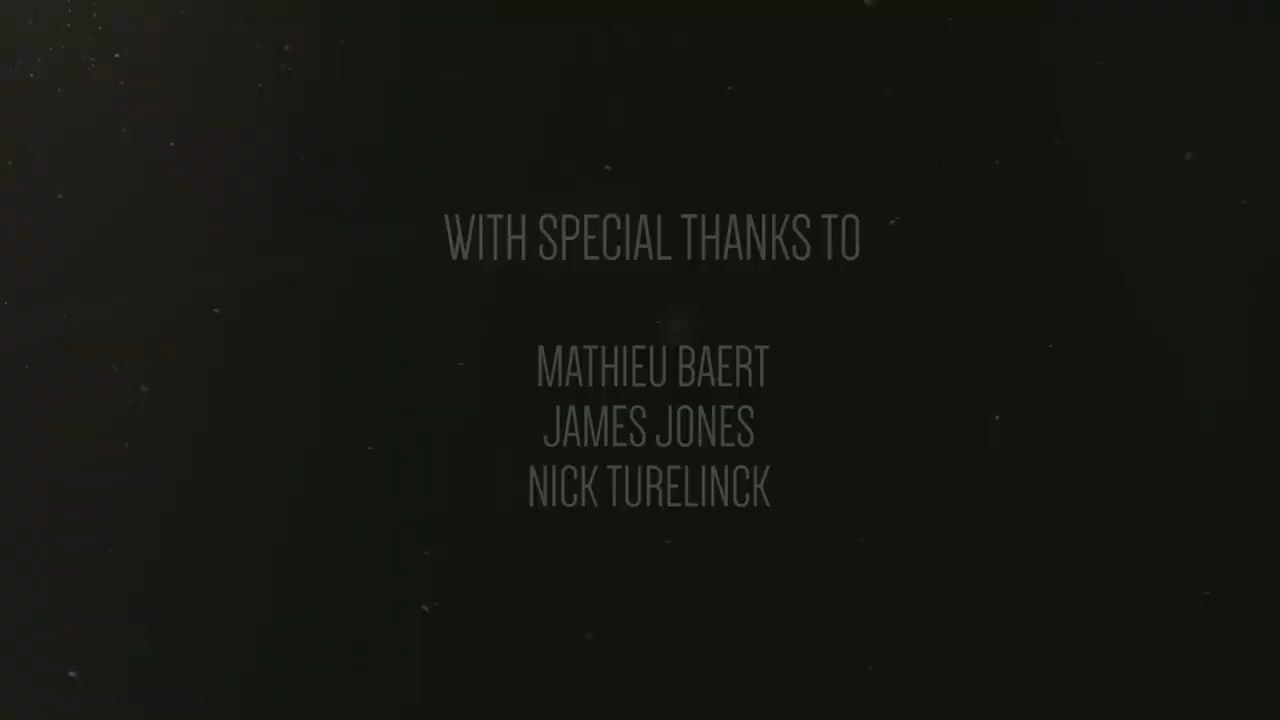 WITH SPECIAL THANKS TO
MATHIEU BAERT
JAMES JONES
NICK TURELINCK